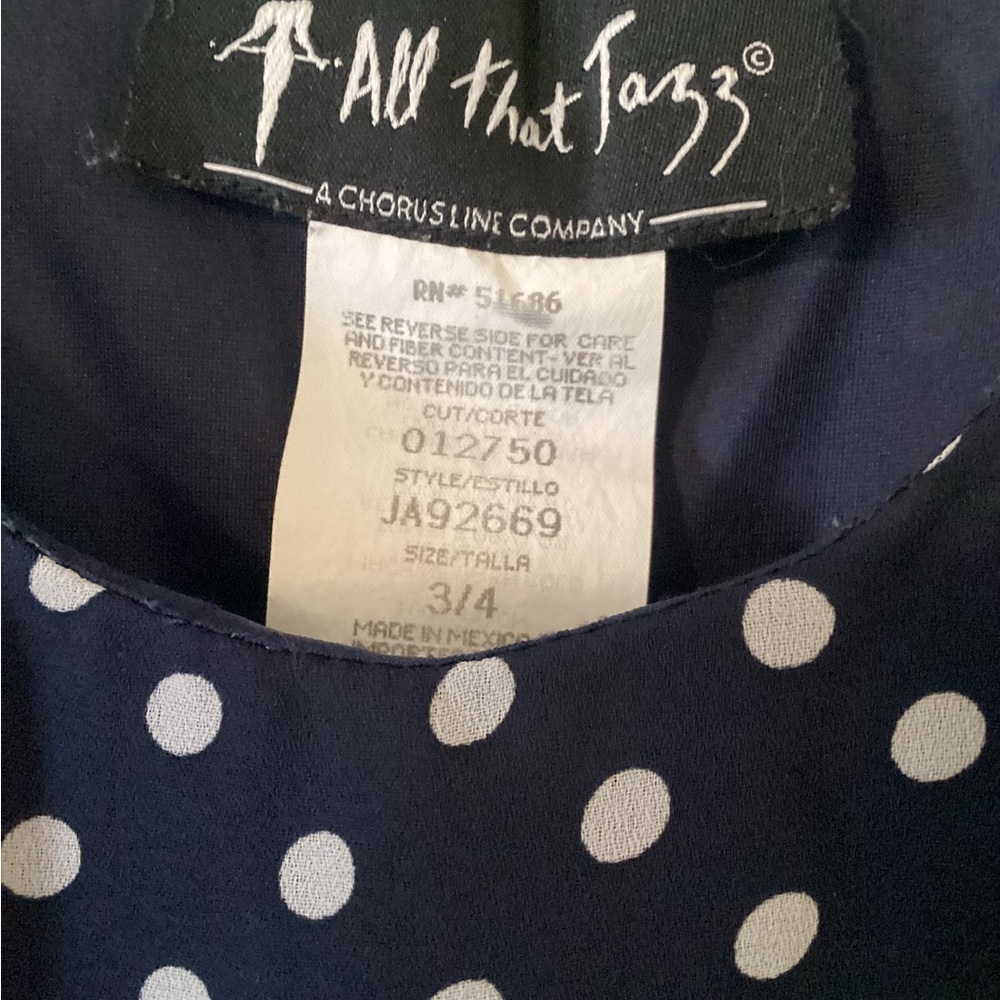 All that Jazz©
A CHORUS LINE COMPANY
RN# 51686
SEE REVERSE SIDE FOR CARE
AND FIBER CONTENT-VER AL
REVERSO PARA EL CUIDADO
Y CONTENIDO DE LA TELA
CUT/CORTE
012750
STYLE/ESTILLO
JA92669
SIZE/TALLA
3/4
MADE IN MEXICO